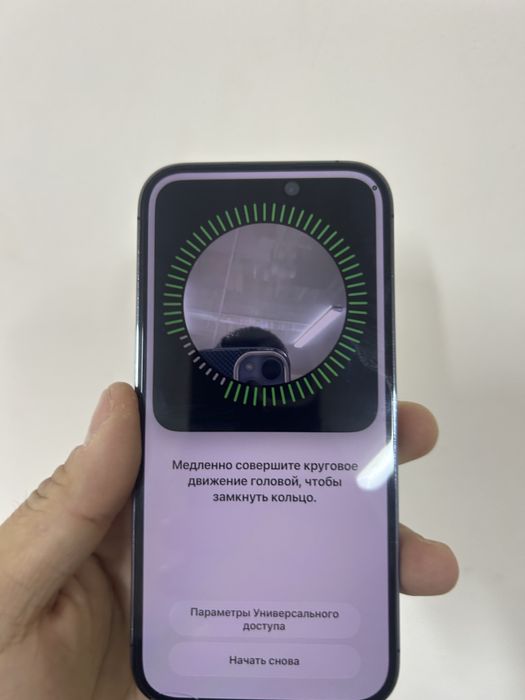 Медленно совершите круговое
движение головой, чтобы
замкнуть кольцо.
Параметры Универсального
доступа
Начать снова